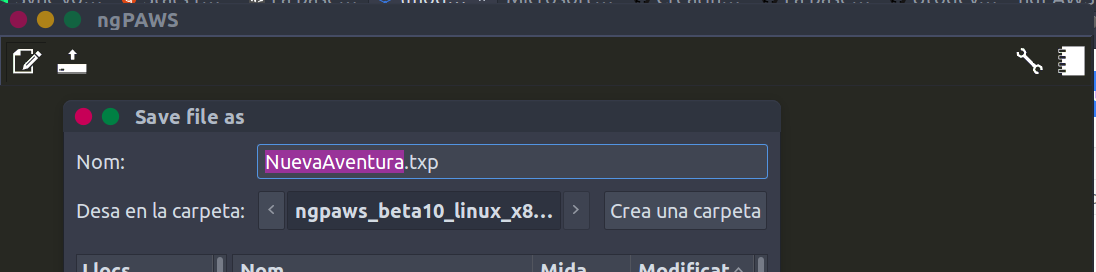 ngPAWS
Save file as
Nom: NuevaAventura.txp
Desa en la carpeta: ngpaws_beta10_linux_x8... Crea una carpeta
Llocs Nom Mida Modificat